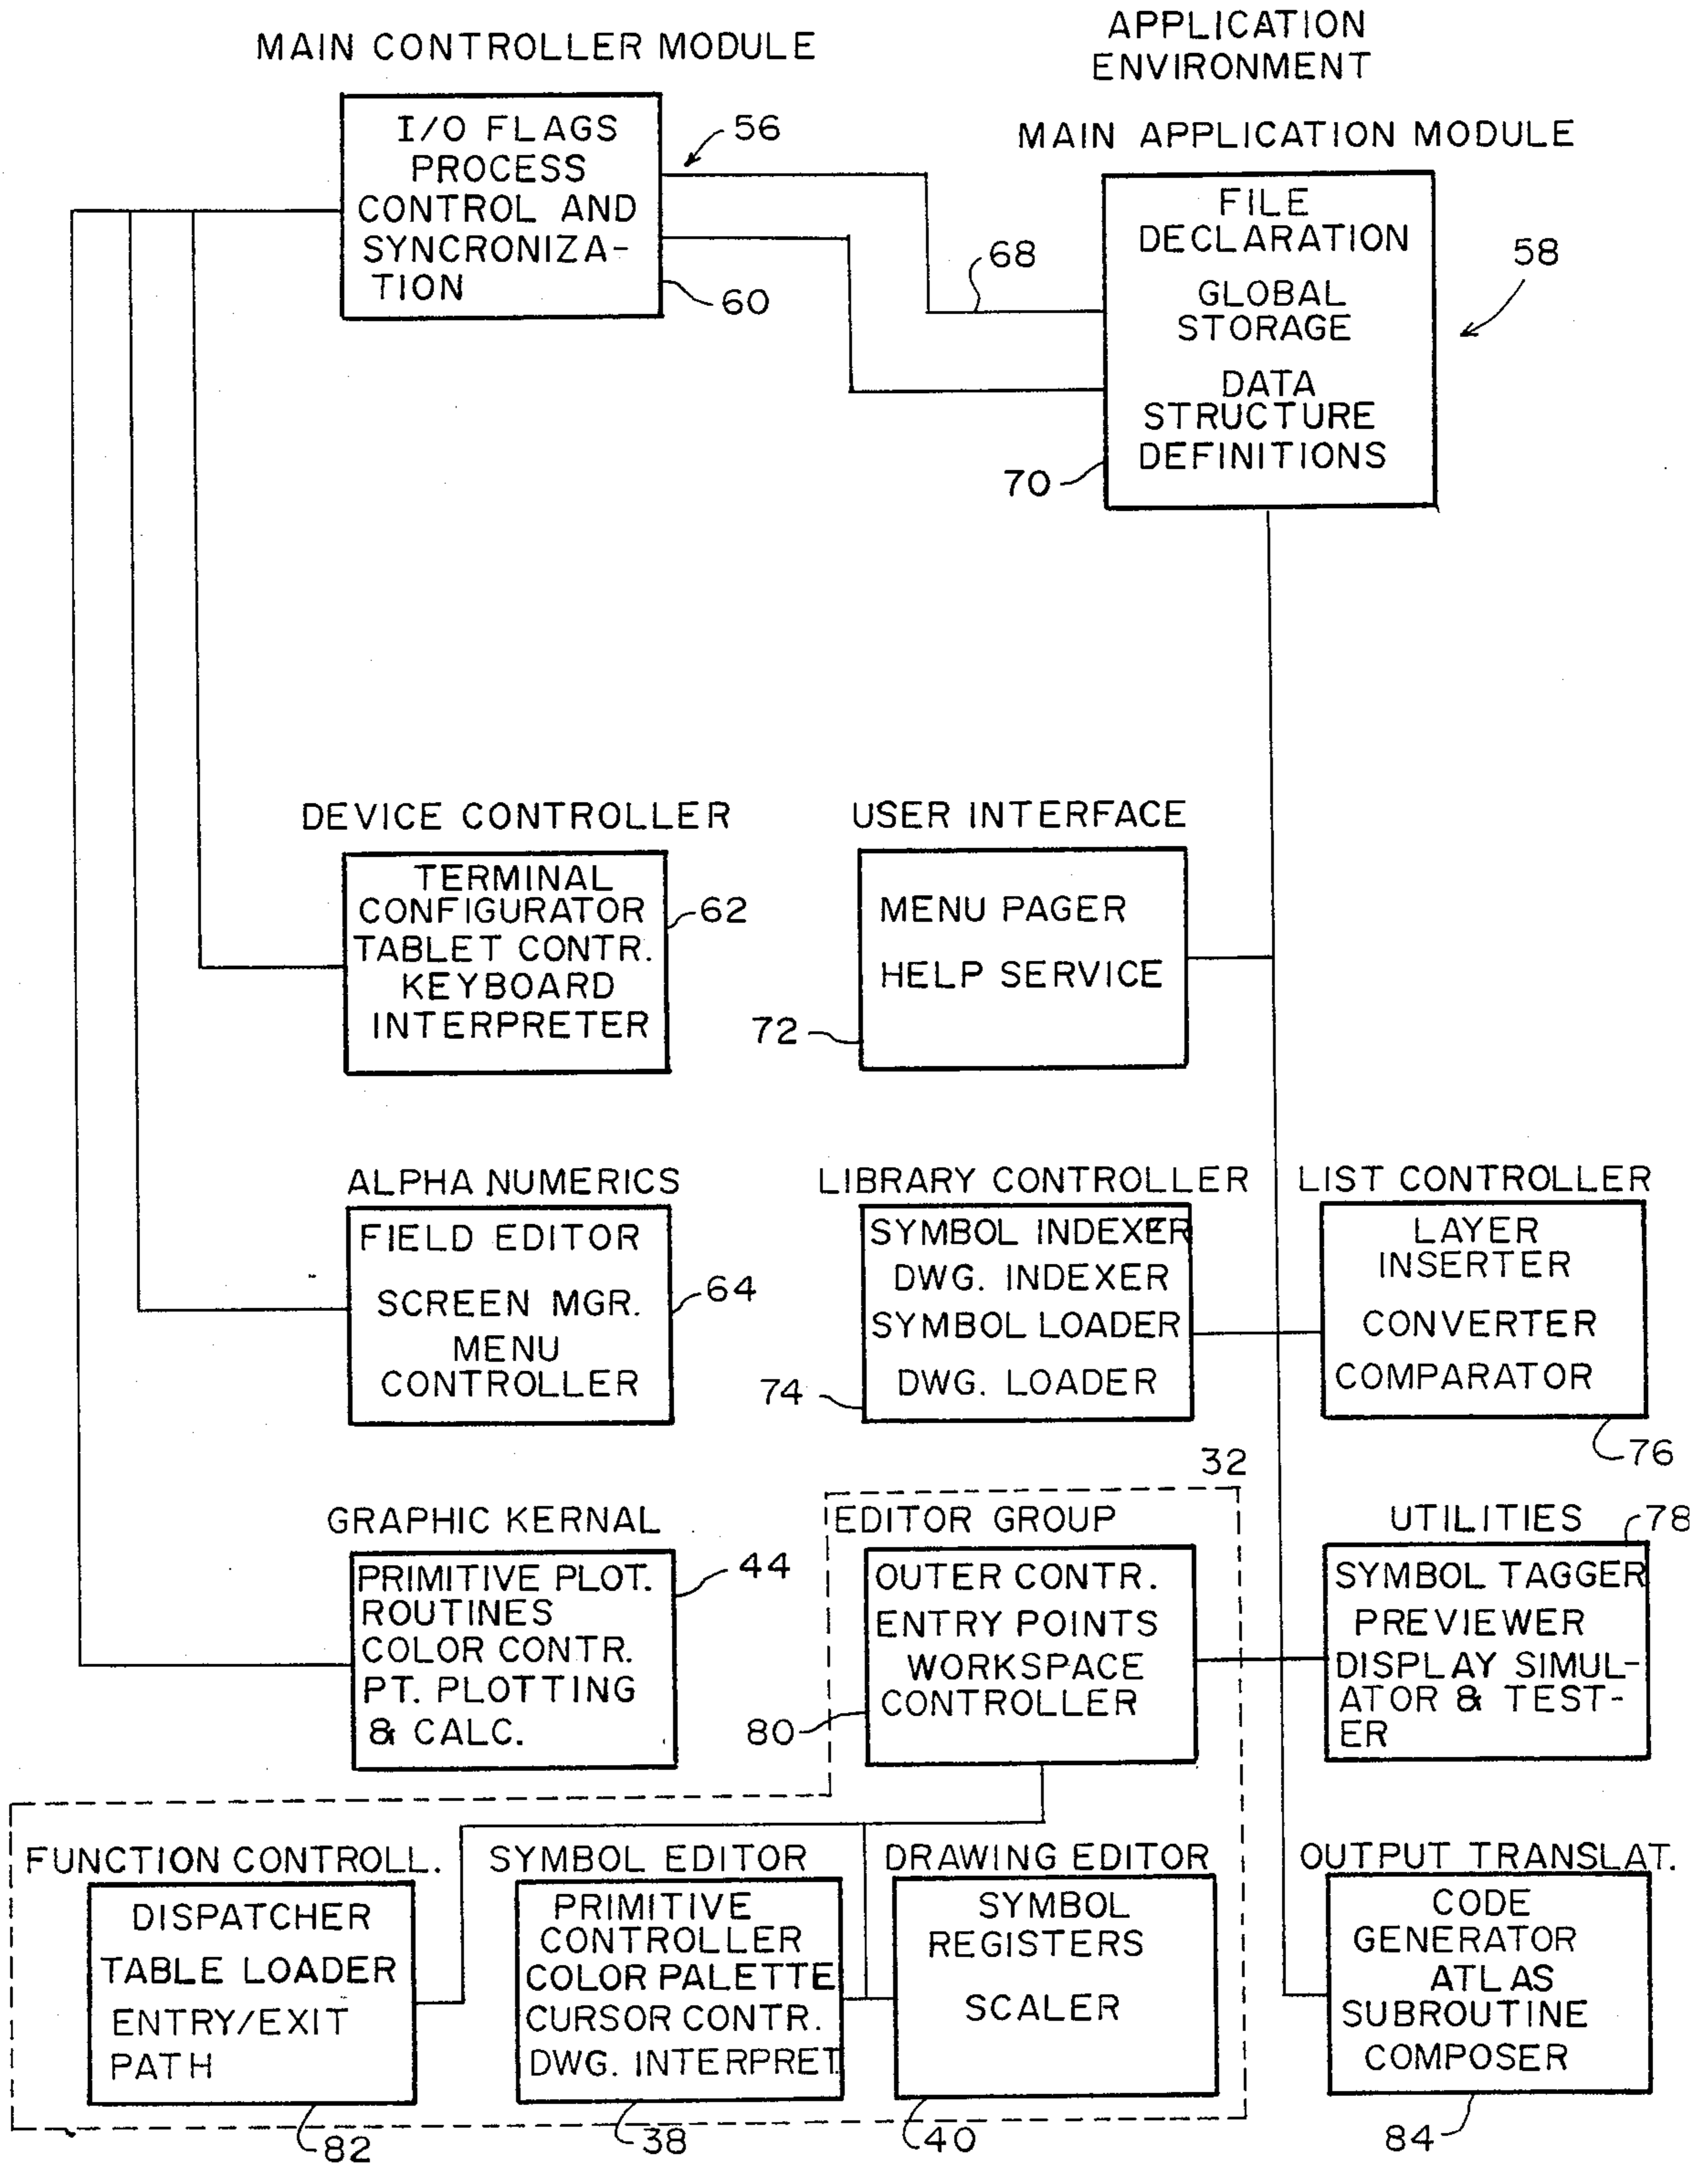 MAIN CONTROLLER MODULE
I/O FLAGS
PROCESS
CONTROL AND
SYNCRONIZA-
TION
56
60
APPLICATION
ENVIRONMENT
MAIN APPLICATION MODULE
FILE
DECLARATION
GLOBAL
STORAGE
DATA
STRUCTURE
DEFINITIONS
68
58
70
DEVICE CONTROLLER
TERMINAL
CONFIGURATOR
TABLET CONTR.
KEYBOARD
INTERPRETER
62
USER INTERFACE
MENU PAGER
HELP SERVICE
72
ALPHA NUMERICS
FIELD EDITOR
SCREEN MGR.
MENU
CONTROLLER
64
LIBRARY CONTROLLER
SYMBOL INDEXER
DWG. INDEXER
SYMBOL LOADER
DWG. LOADER
74
LIST CONTROLLER
LAYER
INSERTER
CONVERTER
COMPARATOR
76
32
GRAPHIC KERNAL
PRIMITIVE PLOT.
ROUTINES
COLOR CONTR.
PT. PLOTTING
& CALC.
44
EDITOR GROUP
OUTER CONTR.
ENTRY POINTS
WORKSPACE
CONTROLLER
80
UTILITIES
78
SYMBOL TAGGER
PREVIEWER
DISPLAY SIMUL-
ATOR & TEST-
ER
FUNCTION CONTROLL.
DISPATCHER
TABLE LOADER
ENTRY/EXIT
PATH
82
SYMBOL EDITOR
PRIMITIVE
CONTROLLER
COLOR PALETTE
CURSOR CONTR.
DWG. INTERPRET.
38
DRAWING EDITOR
SYMBOL
REGISTERS
SCALER
40
OUTPUT TRANSLAT.
CODE
GENERATOR
ATLAS
SUBROUTINE
COMPOSER
84